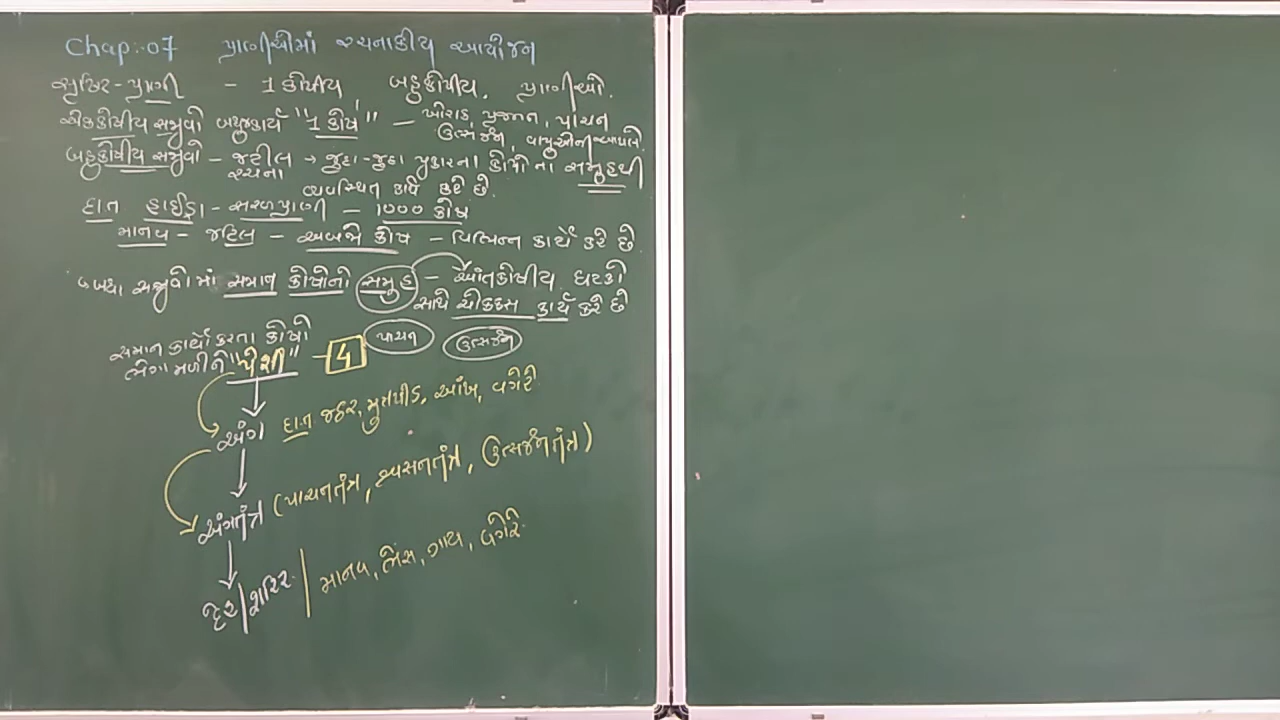 Chap:-07 પ્રાણીઓમાં રચનાકીય આયોજન
સૃષ્ટિ-પ્રાણી - 1 કોષીય, બહુકોષીય. પ્રાણીઓ.
એકકોષીય સજીવો બધુજકાર્ય "1 કોષ" - ખોરાક, પ્રજનન, પાચન
ઉત્સર્જન, વાયુઓની આપલે.
બહુકોષીય સજીવો - જટીલ → જુદા-જુદા પ્રકારના કોષોના સમુહથી
રચના વ્યવસ્થિત કાર્ય કરે છે.
દા.ત હાઈડ્રા - સરળપ્રાણી - ૧૦૦૦ કોષ
માનવ - જટિલ - અબજો કોષ - વિભિન્ન કાર્યો કરે છે.
બધા સજીવોમાં સમાન કોષોનો સમુહ - આંતકોષીય ઘટકો
સાથે ચોક્કસ કાર્ય કરે છે
સમાન કાર્યો કરતા કોષો
ભેગા મળીને "પેશી" - 4 પાચન ઉત્સર્જન
અંગ દા.ત જઠર, મુત્રપીંડ, આંખ, વગેરે
અંગતંત્ર (પાચનતંત્ર, શ્વસનતંત્ર, ઉત્સર્જનતંત્ર)
દેહ/શરિર / માનવ, ભેંસ, ગાય, વગેરે